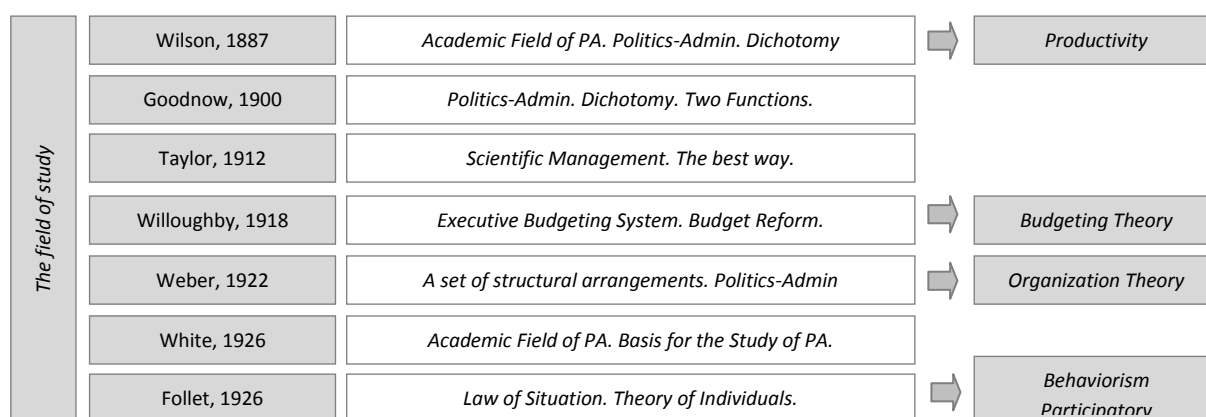 The field of study
Wilson, 1887
Academic Field of PA. Politics-Admin. Dichotomy
Productivity
Goodnow, 1900
Politics-Admin. Dichotomy. Two Functions.
Taylor, 1912
Scientific Management. The best way.
Willoughby, 1918
Executive Budgeting System. Budget Reform.
Budgeting Theory
Weber, 1922
A set of structural arrangements. Politics-Admin
Organization Theory
White, 1926
Academic Field of PA. Basis for the Study of PA.
Follet, 1926
Law of Situation. Theory of Individuals.
Behaviorism
Participatory